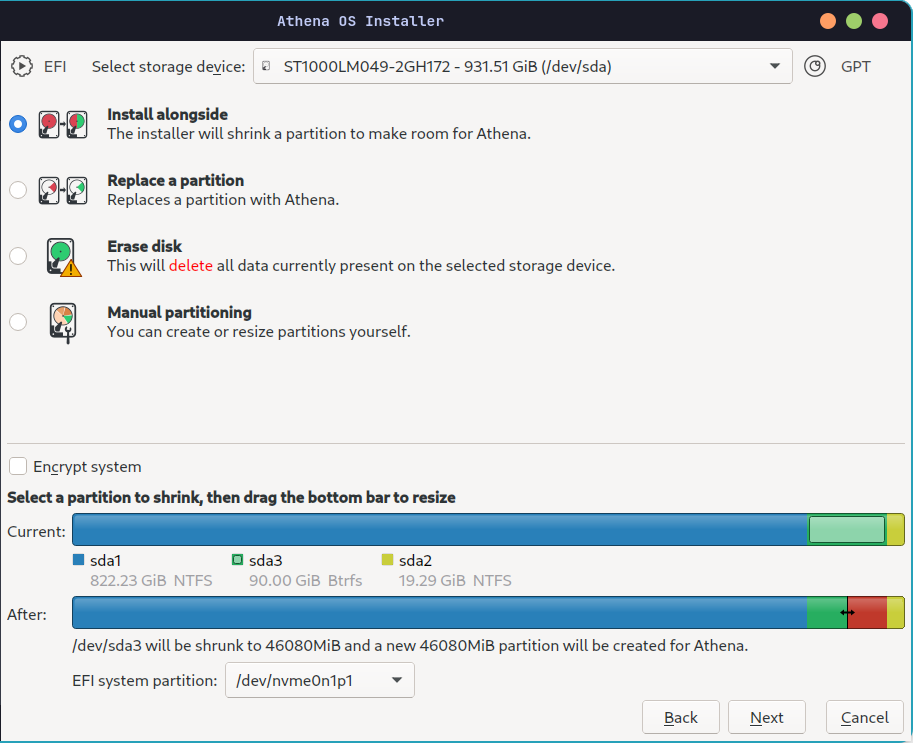 Athena OS Installer
EFI Select storage device: ST1000LM049-2GH172 - 931.51 GiB (/dev/sda) GPT
Install alongside
The installer will shrink a partition to make room for Athena.
Replace a partition
Replaces a partition with Athena.
Erase disk
This will delete all data currently present on the selected storage device.
Manual partitioning
You can create or resize partitions yourself.
Encrypt system
Select a partition to shrink, then drag the bottom bar to resize
Current:
sda1 sda3 sda2
822.23 GiB NTFS 90.00 GiB Btrfs 19.29 GiB NTFS
After:
/dev/sda3 will be shrunk to 46080MiB and a new 46080MiB partition will be created for Athena.
EFI system partition: /dev/nvme0n1p1
Back Next Cancel